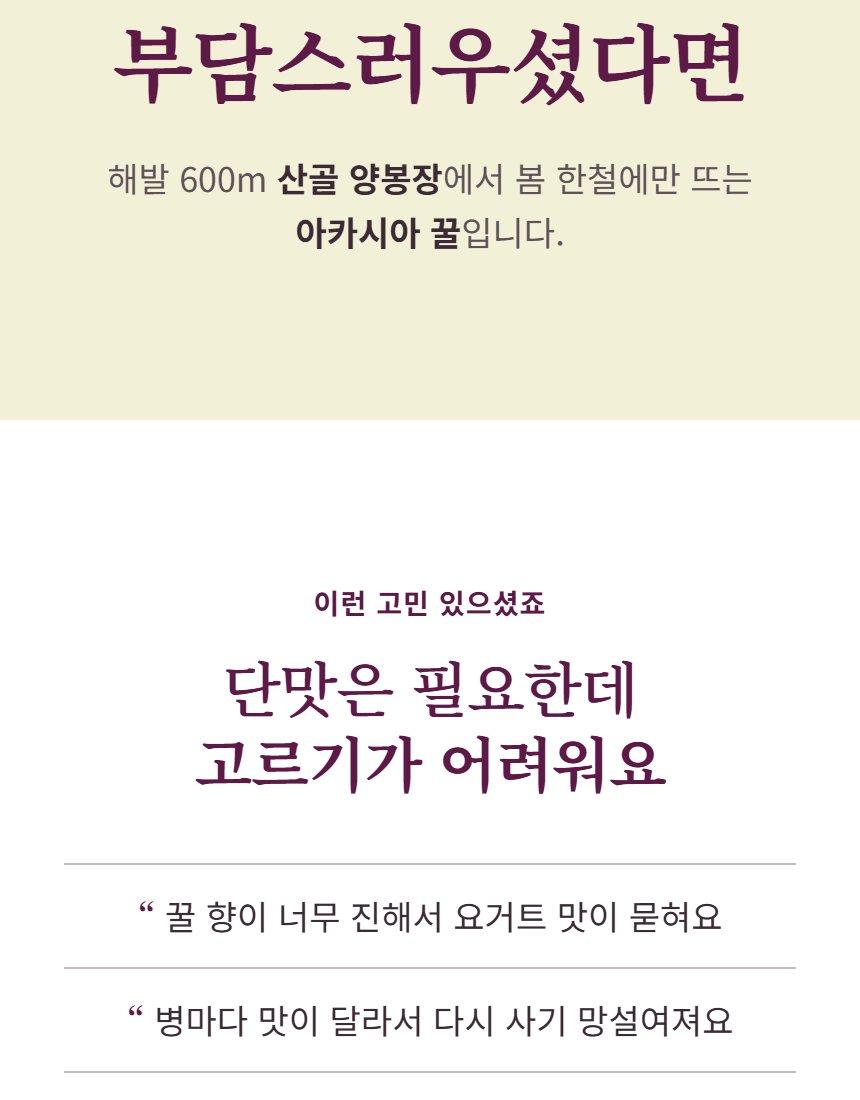 부담스러우셨다면
해발 600m 산골 양봉장에서 봄 한철에만 뜨는
아카시아 꿀입니다.
이런 고민 있으셨죠
단맛은 필요한데
고르기가 어려워요
“ 꿀 향이 너무 진해서 요거트 맛이 묻혀요
“ 병마다 맛이 달라서 다시 사기 망설여져요